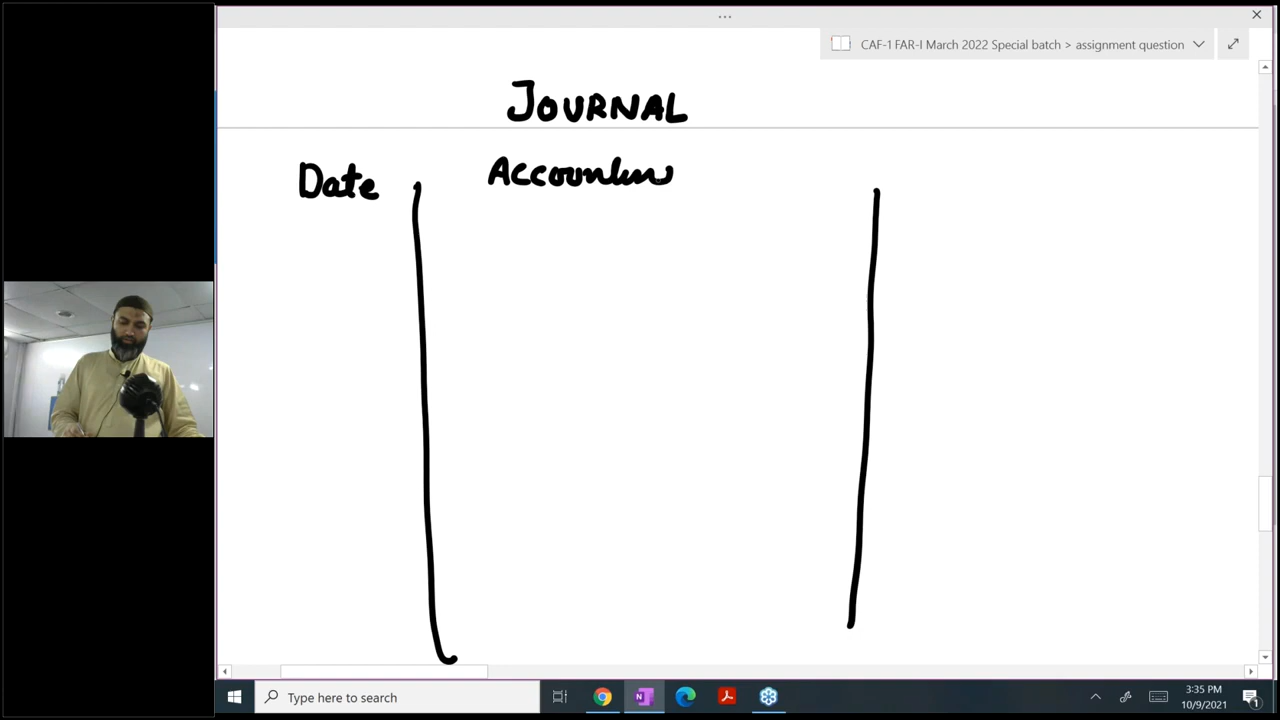 CAF-1 FAR-I March 2022 Special batch > assignment question
JOURNAL
Date
Type here to search
3:35 PM
10/9/2021